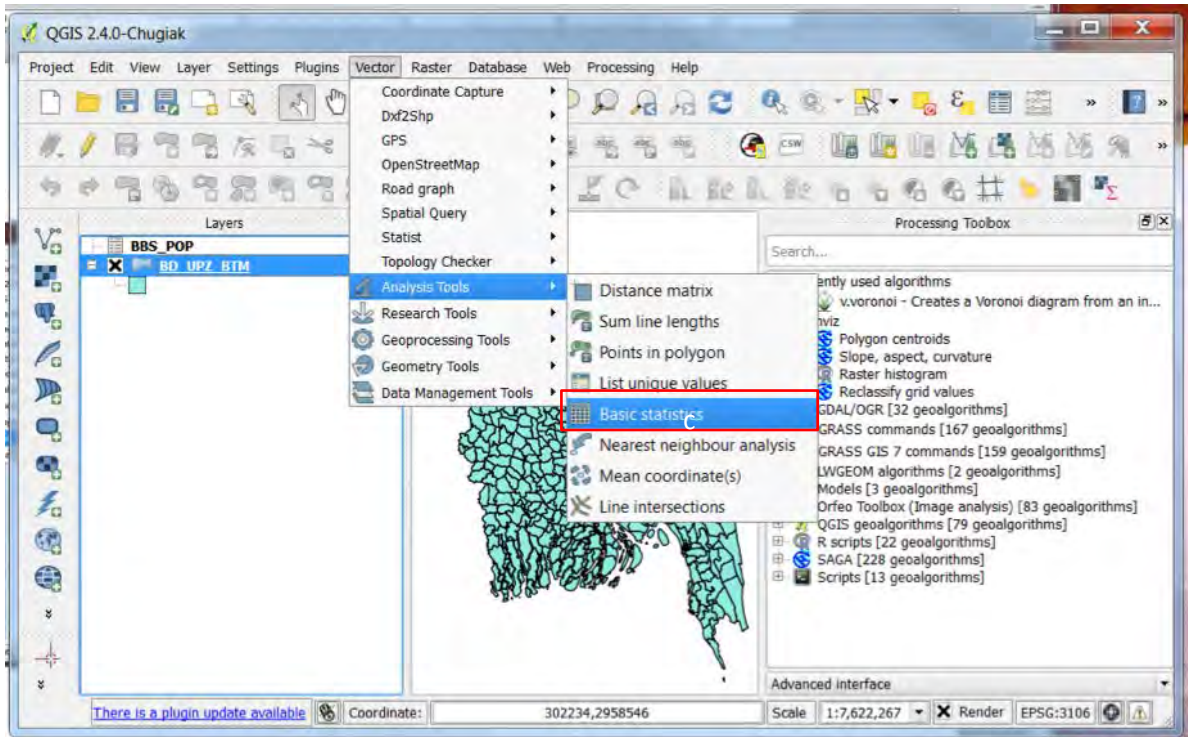 QGIS 2.4.0-Chugiak
Project Edit View Layer Settings Plugins Vector Raster Database Web Processing Help
Coordinate Capture
Dxf2Shp
GPS
OpenStreetMap
Road graph
Spatial Query
Statist
Topology Checker
Analysis Tools
Research Tools
Geoprocessing Tools
Geometry Tools
Data Management Tools
CSW
Layers
BBS_POP
BD_UPZ_BTM
Distance matrix
Sum line lengths
Points in polygon
List unique values
Basic statistics
C
Nearest neighbour analysis
Mean coordinate(s)
Line intersections
Processing Toolbox
Search...
ently used algorithms
v.voronoi - Creates a Voronoi diagram from an in...
nviz
Polygon centroids
Slope, aspect, curvature
Raster histogram
Reclassify grid values
GDAL/OGR [32 geoalgorithms]
GRASS commands [167 geoalgorithms]
GRASS GIS 7 commands [159 geoalgorithms]
LWGEOM algorithms [2 geoalgorithms]
Models [3 geoalgorithms]
Orfeo Toolbox (Image analysis) [83 geoalgorithms]
QGIS geoalgorithms [79 geoalgorithms]
R scripts [22 geoalgorithms]
SAGA [228 geoalgorithms]
Scripts [13 geoalgorithms]
Advanced interface
There is a plugin update available Coordinate: 302234,2958546 Scale 1:7,622,267 Render EPSG:3106